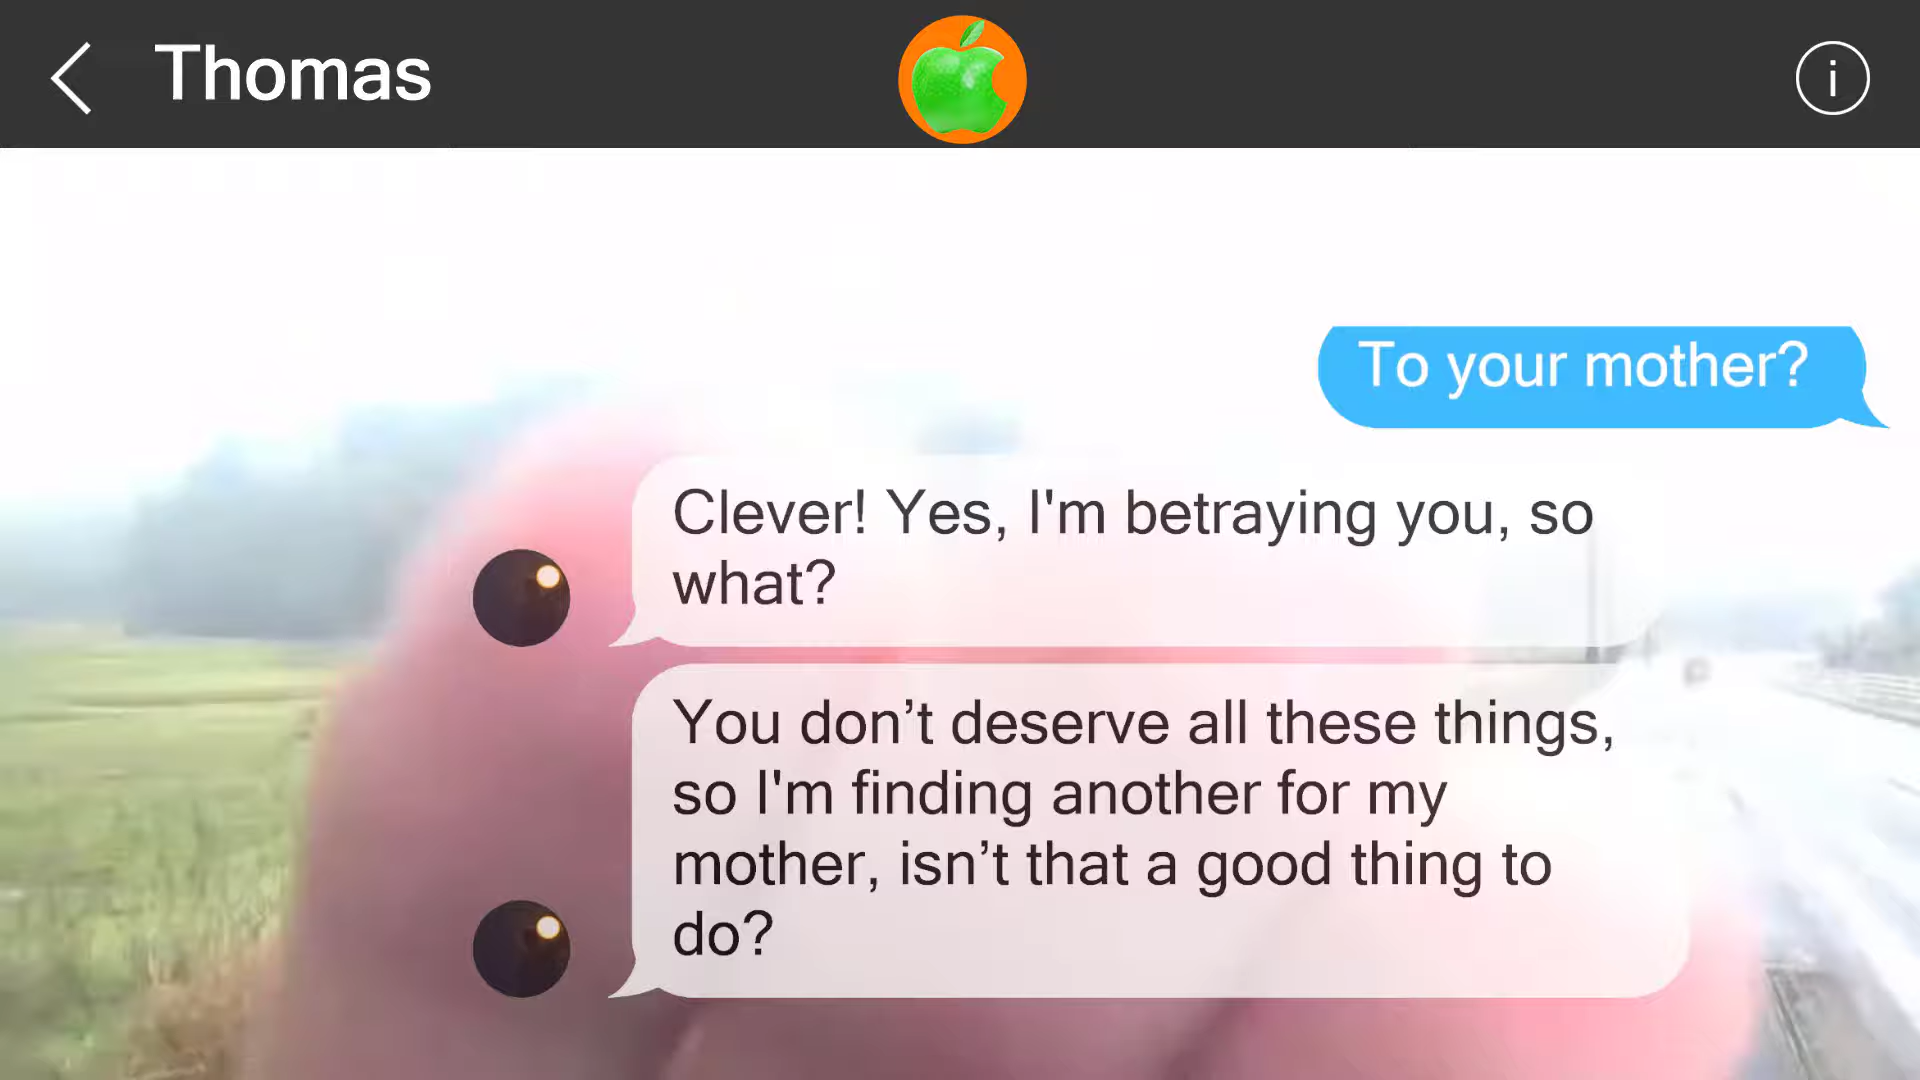 Thomas
i
To your mother?
Clever! Yes, I'm betraying you, so
what?
You don’t deserve all these things,
so I'm finding another for my
mother, isn’t that a good thing to
do?